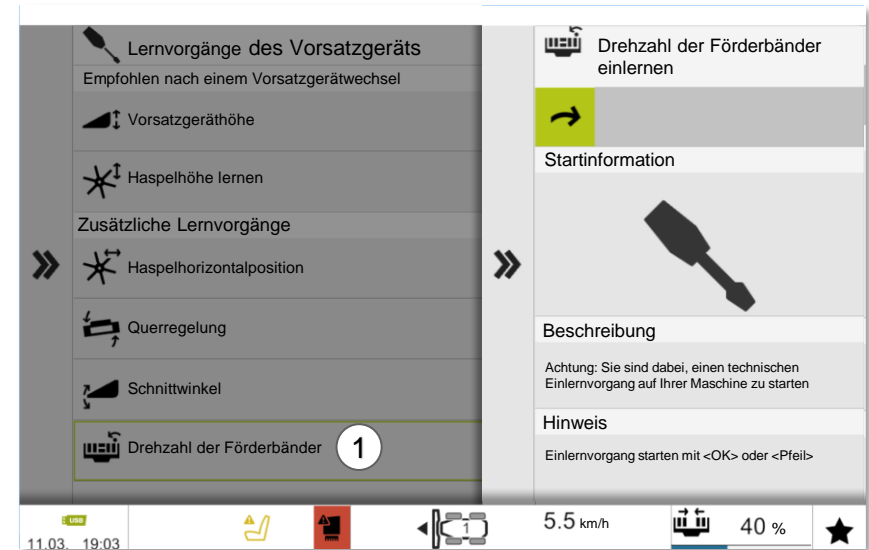 Lernvorgänge des Vorsatzgeräts
Empfohlen nach einem Vorsatzgerätwechsel
Vorsatzgeräthöhe
Haspelhöhe lernen
Zusätzliche Lernvorgänge
Haspelhorizontalposition
Querregelung
Schnittwinkel
Drehzahl der Förderbänder
1
Drehzahl der Förderbänder
einlernen
Startinformation
Beschreibung
Achtung: Sie sind dabei, einen technischen
Einlernvorgang auf Ihrer Maschine zu starten
Hinweis
Einlernvorgang starten mit <OK> oder <Pfeil>
USB
11.03. 19:03
1
5.5 km/h
40 %